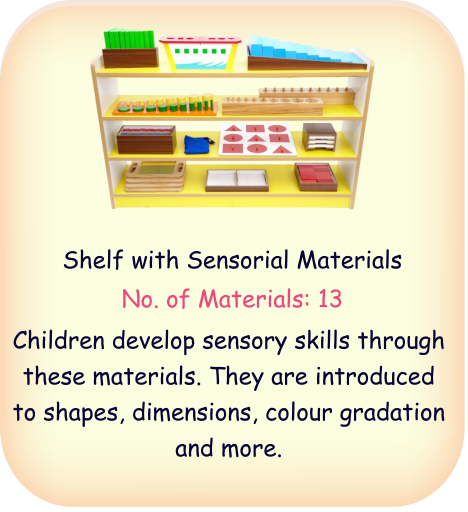 Shelf with Sensorial Materials
No. of Materials: 13
Children develop sensory skills through
these materials. They are introduced
to shapes, dimensions, colour gradation
and more.